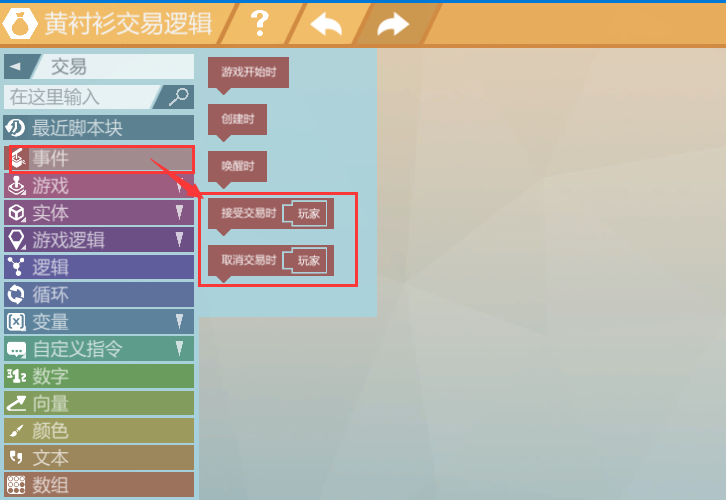 黄衬衫交易逻辑
?
交易
在这里输入
最近脚本块
事件
游戏
实体
游戏逻辑
逻辑
循环
变量
自定义指令
数字
向量
颜色
文本
数组
游戏开始时
创建时
唤醒时
接受交易时 玩家
取消交易时 玩家